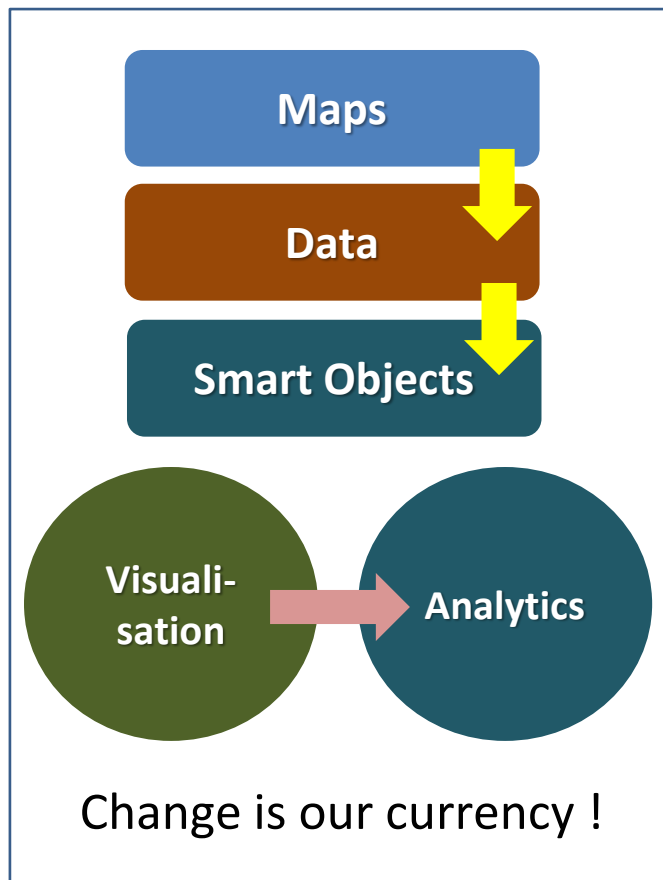 Maps
Data
Smart Objects
Visuali-
sation
Analytics
Change is our currency !